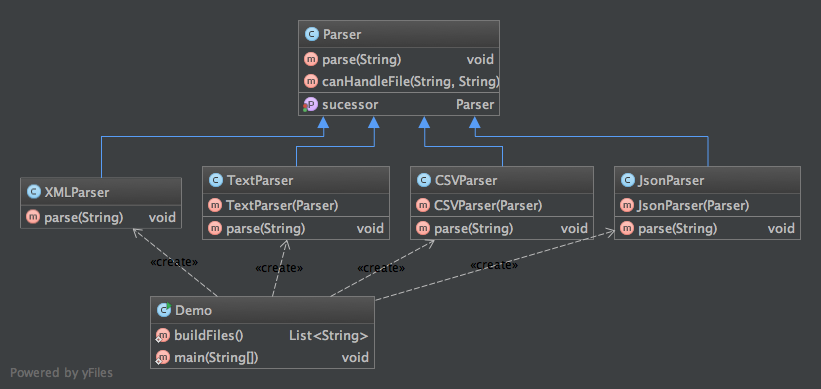 Parser
parse(String) void
canHandleFile(String, String)
sucessor Parser
XMLParser
parse(String) void
TextParser
TextParser(Parser)
parse(String) void
CSVParser
CSVParser(Parser)
parse(String) void
JsonParser
JsonParser(Parser)
parse(String) void
«create»
«create»
«create»
«create»
Demo
buildFiles() List<String>
main(String[]) void
Powered by yFiles